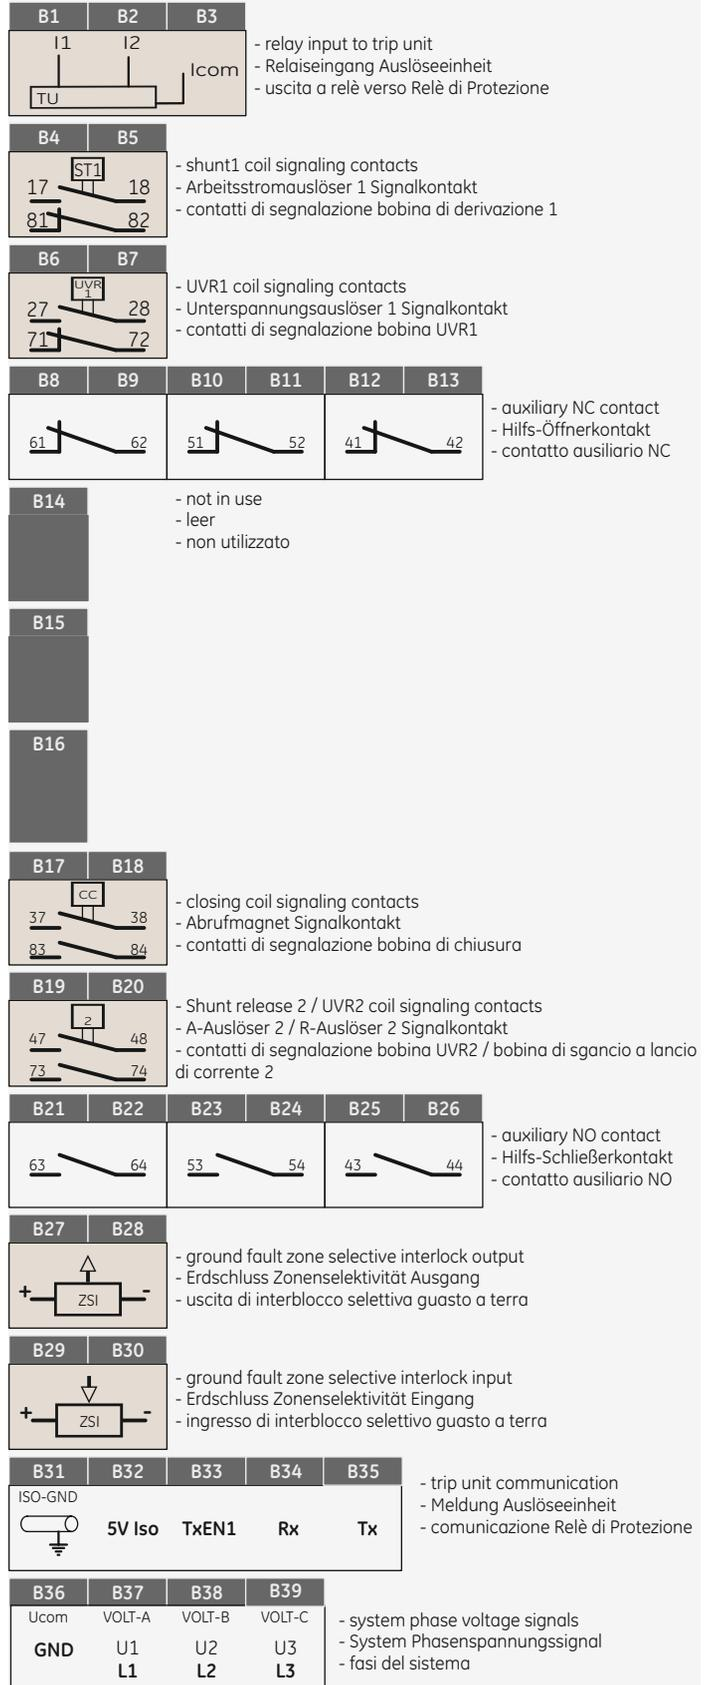 B1 B2 B3
I1 I2
Icom
TU
- relay input to trip unit
- Relaiseingang Auslöseeinheit
- uscita a relè verso Relè di Protezione
B4 B5
ST1
17 18
81 82
- shunt1 coil signaling contacts
- Arbeitsstromauslöser 1 Signalkontakt
- contatti di segnalazione bobina di derivazione 1
B6 B7
UVR
1
27 28
71 72
- UVR1 coil signaling contacts
- Unterspannungsauslöser 1 Signalkontakt
- contatti di segnalazione bobina UVR1
B8 B9 B10 B11 B12 B13
61 62 51 52 41 42
- auxiliary NC contact
- Hilfs-Öffnerkontakt
- contatto ausiliario NC
B14
- not in use
- leer
- non utilizzato
B15
B16
B17 B18
CC
37 38
83 84
- closing coil signaling contacts
- Abrufmagnet Signalkontakt
- contatti di segnalazione bobina di chiusura
B19 B20
2
47 48
73 74
- Shunt release 2 / UVR2 coil signaling contacts
- A-Auslöser 2 / R-Auslöser 2 Signalkontakt
- contatti di segnalazione bobina UVR2 / bobina di sgancio a lancio
di corrente 2
B21 B22 B23 B24 B25 B26
63 64 53 54 43 44
- auxiliary NO contact
- Hilfs-Schließerkontakt
- contatto ausiliario NO
B27 B28
+ ZSI -
- ground fault zone selective interlock output
- Erdschluss Zonenselektivität Ausgang
- uscita di interblocco selettiva guasto a terra
B29 B30
+ ZSI -
- ground fault zone selective interlock input
- Erdschluss Zonenselektivität Eingang
- ingresso di interblocco selettivo guasto a terra
B31 B32 B33 B34 B35
ISO-GND
5V Iso TxEN1 Rx Tx
- trip unit communication
- Meldung Auslöseeinheit
- comunicazione Relè di Protezione
B36 B37 B38 B39
Ucom VOLT-A VOLT-B VOLT-C
GND U1 U2 U3
L1 L2 L3
- system phase voltage signals
- System Phasenspannungssignal
- fasi del sistema